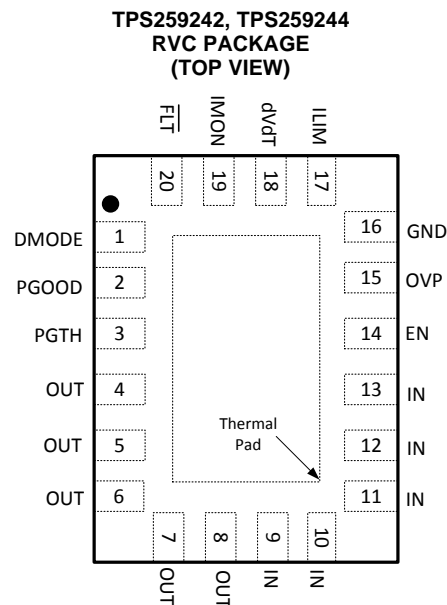 TPS259242, TPS259244
RVC PACKAGE
(TOP VIEW)
FLT IMON dVdT ILIM
20 19 18 17
DMODE 1 16 GND
PGOOD 2 15 OVP
PGTH 3 14 EN
OUT 4 13 IN
OUT 5 12 IN
OUT 6 11 IN
Thermal
Pad
7 8 9 10
OUT OUT IN IN